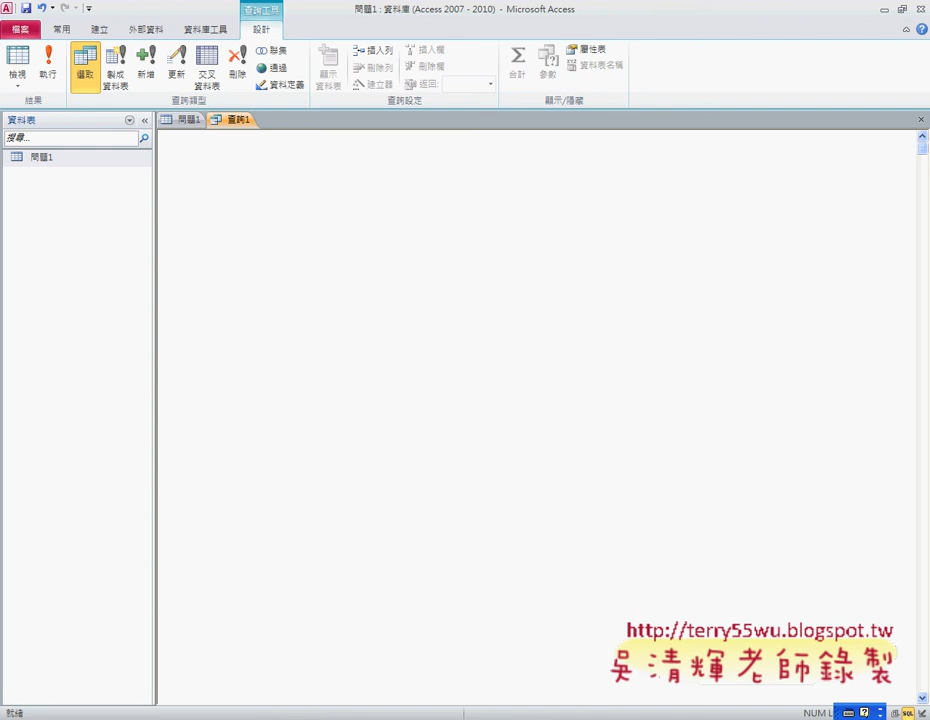 查詢工具
問題1 : 資料庫 (Access 2007 - 2010) - Microsoft Access
檔案 常用 建立 外部資料 資料庫工具 設計
檢視 執行 選取 製成資料表 新增 更新 交叉資料表 刪除
聯集
通過
資料定義
顯示資料表
插入列
刪除列
建立器
插入欄
刪除欄
返回:
合計 參數
屬性表
資料表名稱
結果 查詢類型 查詢設定 顯示/隱藏
資料表 問題1 查詢1
搜尋...
問題1
http://terry55wu.blogspot.tw
吳清輝老師錄製
就緒 NUM L SQL